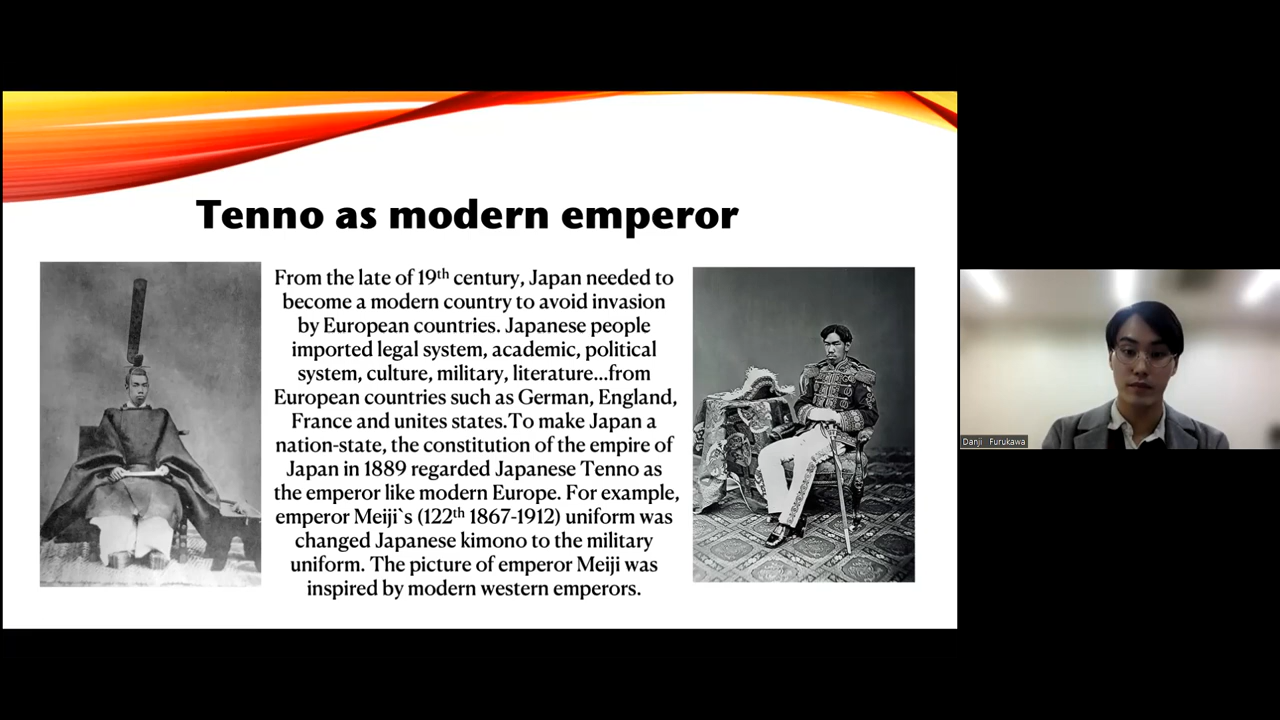 Tenno as modern emperor
From the late of 19th century, Japan needed to
become a modern country to avoid invasion
by European countries. Japanese people
imported legal system, academic, political
system, culture, military, literature...from
European countries such as German, England,
France and unites states.To make Japan a
nation-state, the constitution of the empire of
Japan in 1889 regarded Japanese Tenno as
the emperor like modern Europe. For example,
emperor Meiji`s (122th 1867-1912) uniform was
changed Japanese kimono to the military
uniform. The picture of emperor Meiji was
inspired by modern western emperors.
Danji Furukawa